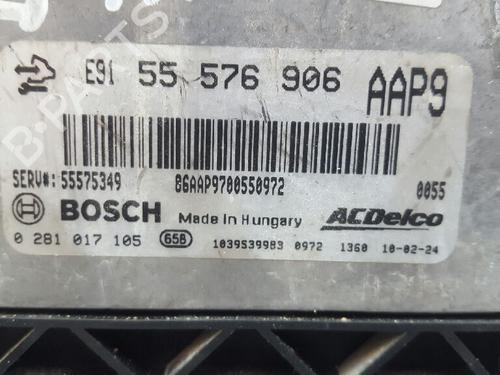 E91 55 576 906 AAP9
SERV#: 55575349 86AAP9700550972 0055
BOSCH Made in Hungary ACDelco
0 281 017 105 658 1039S39983 0972 1360 10-02-24
B-PARTS